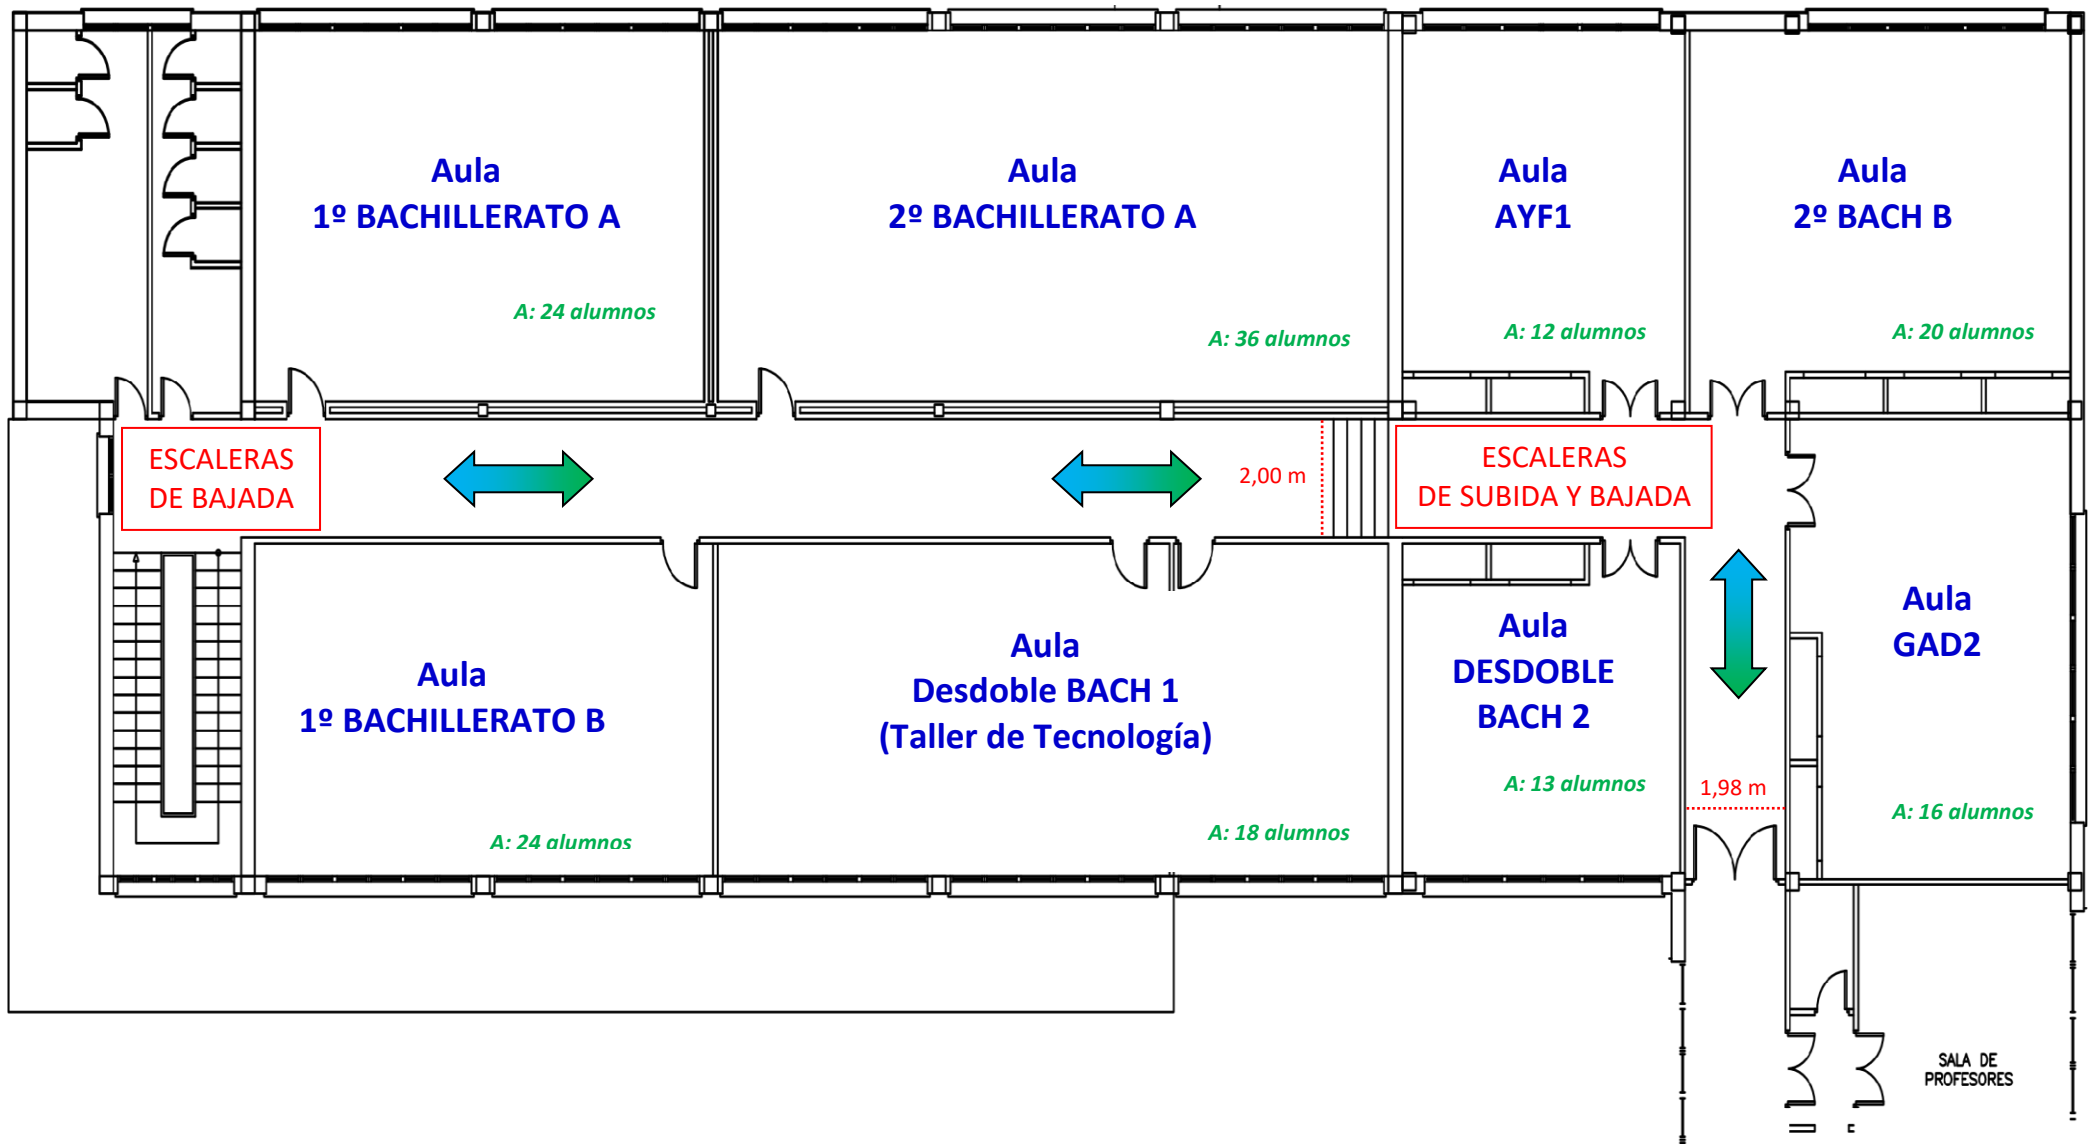 Aula
1º BACHILLERATO A
A: 24 alumnos
Aula
2º BACHILLERATO A
A: 36 alumnos
Aula
AYF1
A: 12 alumnos
Aula
2º BACH B
A: 20 alumnos
ESCALERAS
DE BAJADA
2,00 m
ESCALERAS
DE SUBIDA Y BAJADA
Aula
1º BACHILLERATO B
A: 24 alumnos
Aula
Desdoble BACH 1
(Taller de Tecnología)
A: 18 alumnos
Aula
DESDOBLE
BACH 2
A: 13 alumnos
1,98 m
Aula
GAD2
A: 16 alumnos
SALA DE
PROFESORES